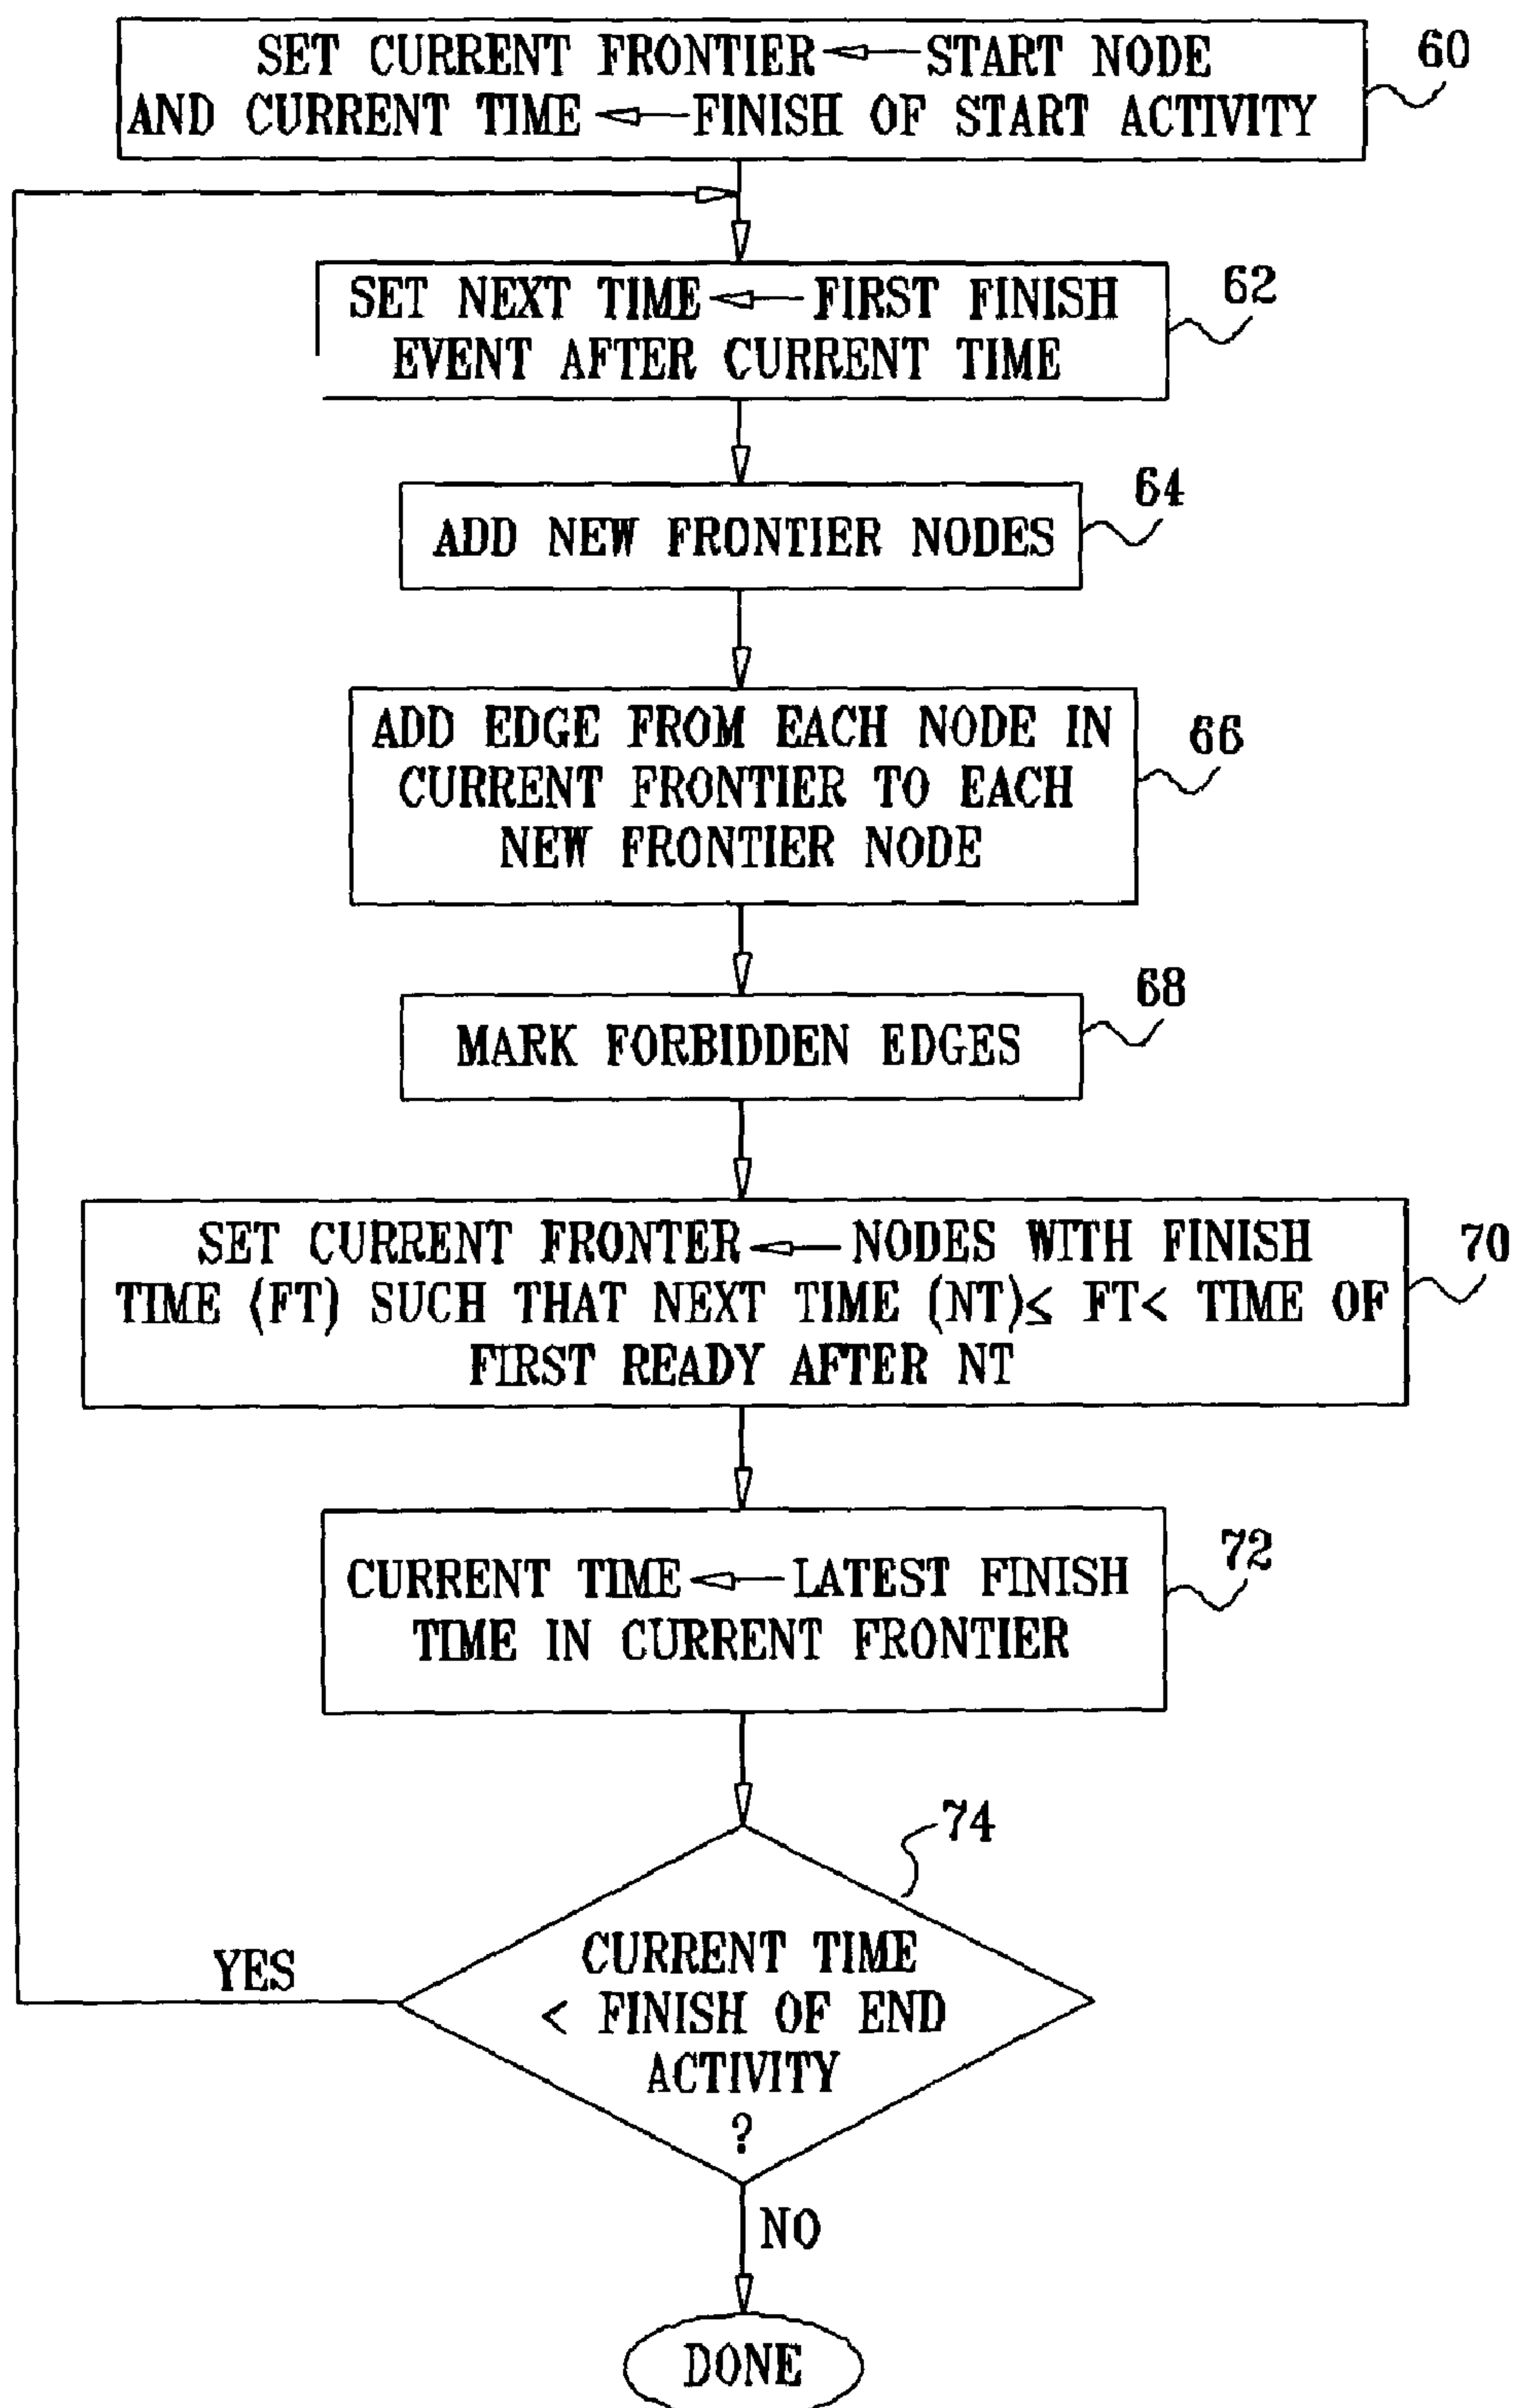 SET CURRENT FRONTIER ← START NODE
AND CURRENT TIME ← FINISH OF START ACTIVITY
60
SET NEXT TIME ← FIRST FINISH
EVENT AFTER CURRENT TIME
62
ADD NEW FRONTIER NODES
64
ADD EDGE FROM EACH NODE IN
CURRENT FRONTIER TO EACH
NEW FRONTIER NODE
66
MARK FORBIDDEN EDGES
68
SET CURRENT FRONTER ← NODES WITH FINISH
TIME (FT) SUCH THAT NEXT TIME (NT)≤ FT< TIME OF
FIRST READY AFTER NT
70
CURRENT TIME ← LATEST FINISH
TIME IN CURRENT FRONTIER
72
74
CURRENT TIME
< FINISH OF END
ACTIVITY
?
YES
NO
DONE